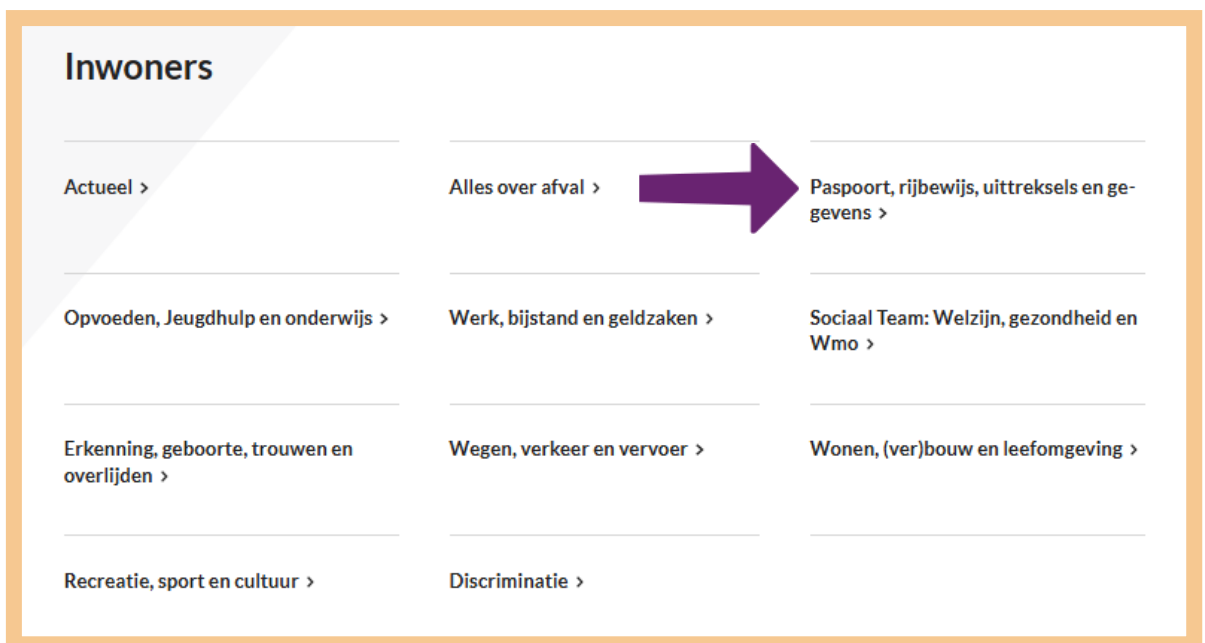 Inwoners
Actueel >
Alles over afval >
Paspoort, rijbewijs, uittreksels en ge-
gevens >
Opvoeden, Jeugdhulp en onderwijs >
Werk, bijstand en geldzaken >
Sociaal Team: Welzijn, gezondheid en
Wmo >
Erkenning, geboorte, trouwen en
overlijden >
Wegen, verkeer en vervoer >
Wonen, (ver)bouw en leefomgeving >
Recreatie, sport en cultuur >
Discriminatie >